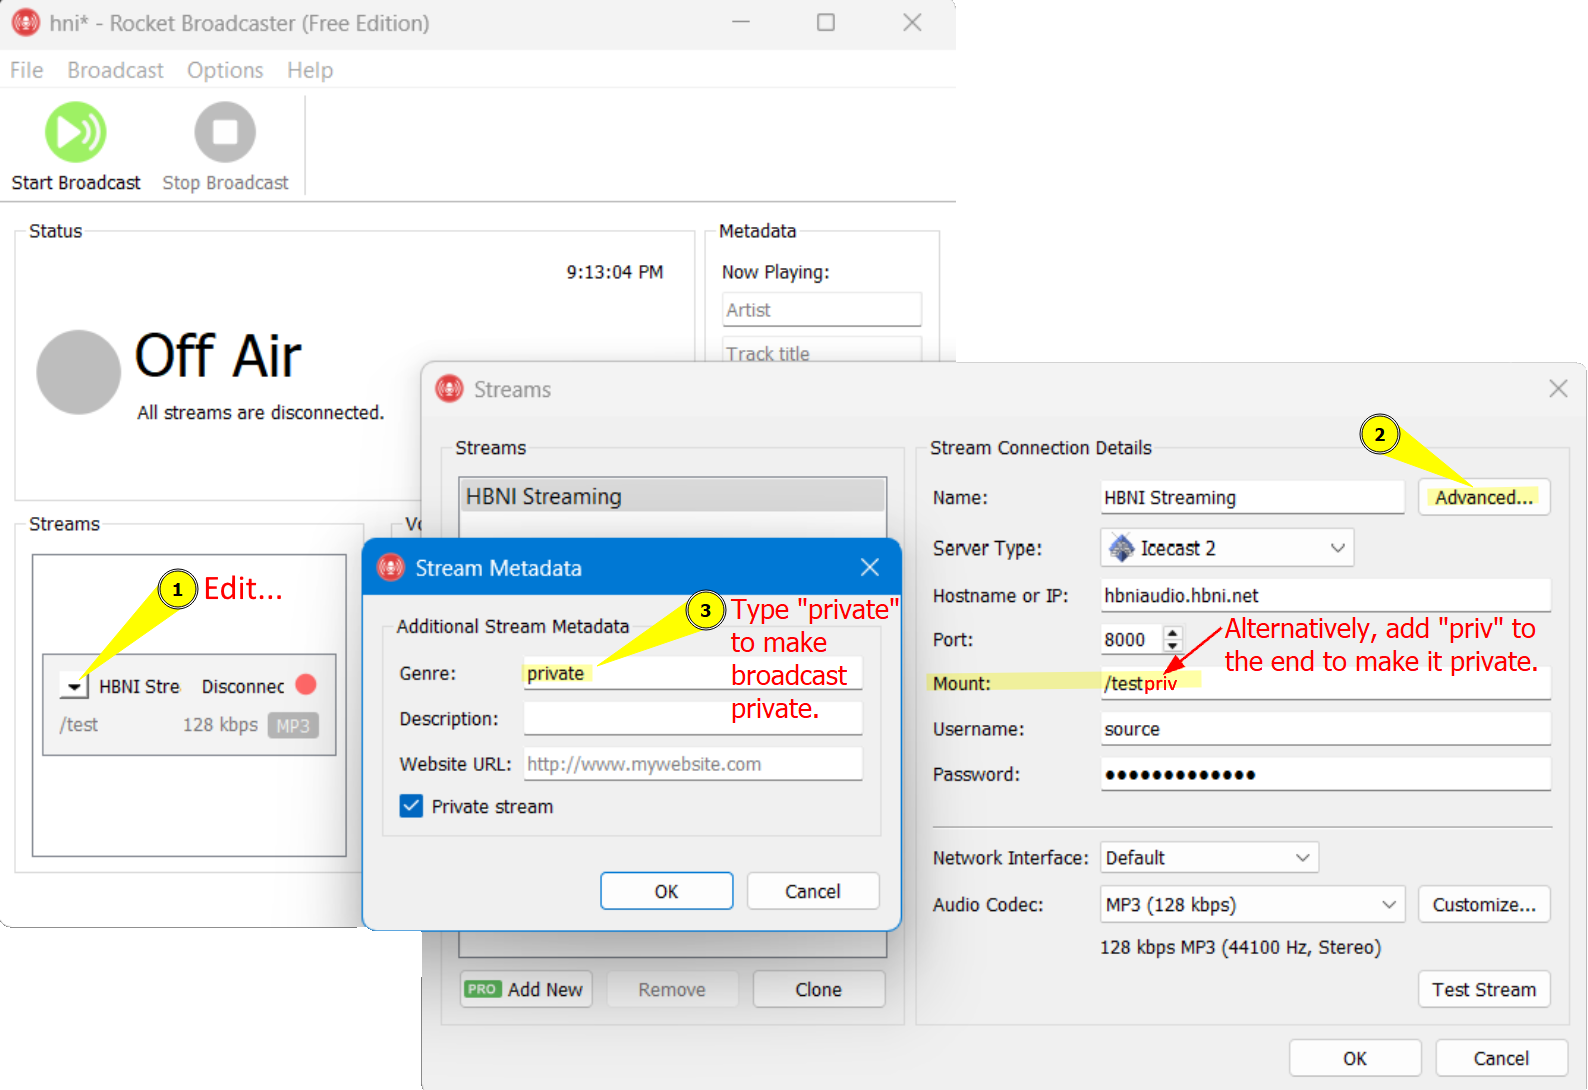 hni* - Rocket Broadcaster (Free Edition)
File Broadcast Options Help
Start Broadcast Stop Broadcast
Status
9:13:04 PM
Off Air
All streams are disconnected.
Metadata
Now Playing:
Artist
Track title
Streams
1 Edit...
HBNI Stre Disconnec
/test 128 kbps MP3
Streams
Streams
HBNI Streaming
PRO Add New Remove Clone
Stream Connection Details
2
Name: HBNI Streaming Advanced...
Server Type: Icecast 2
Hostname or IP: hbniaudio.hbni.net
Port: 8000
Alternatively, add "priv" to
the end to make it private.
Mount: /testpriv
Username: source
Password: •••••••••••••
Network Interface: Default
Audio Codec: MP3 (128 kbps) Customize...
128 kbps MP3 (44100 Hz, Stereo)
Test Stream
OK Cancel
Stream Metadata
Additional Stream Metadata
3 Type "private"
to make
broadcast
private.
Genre: private
Description:
Website URL: http://www.mywebsite.com
Private stream
OK Cancel